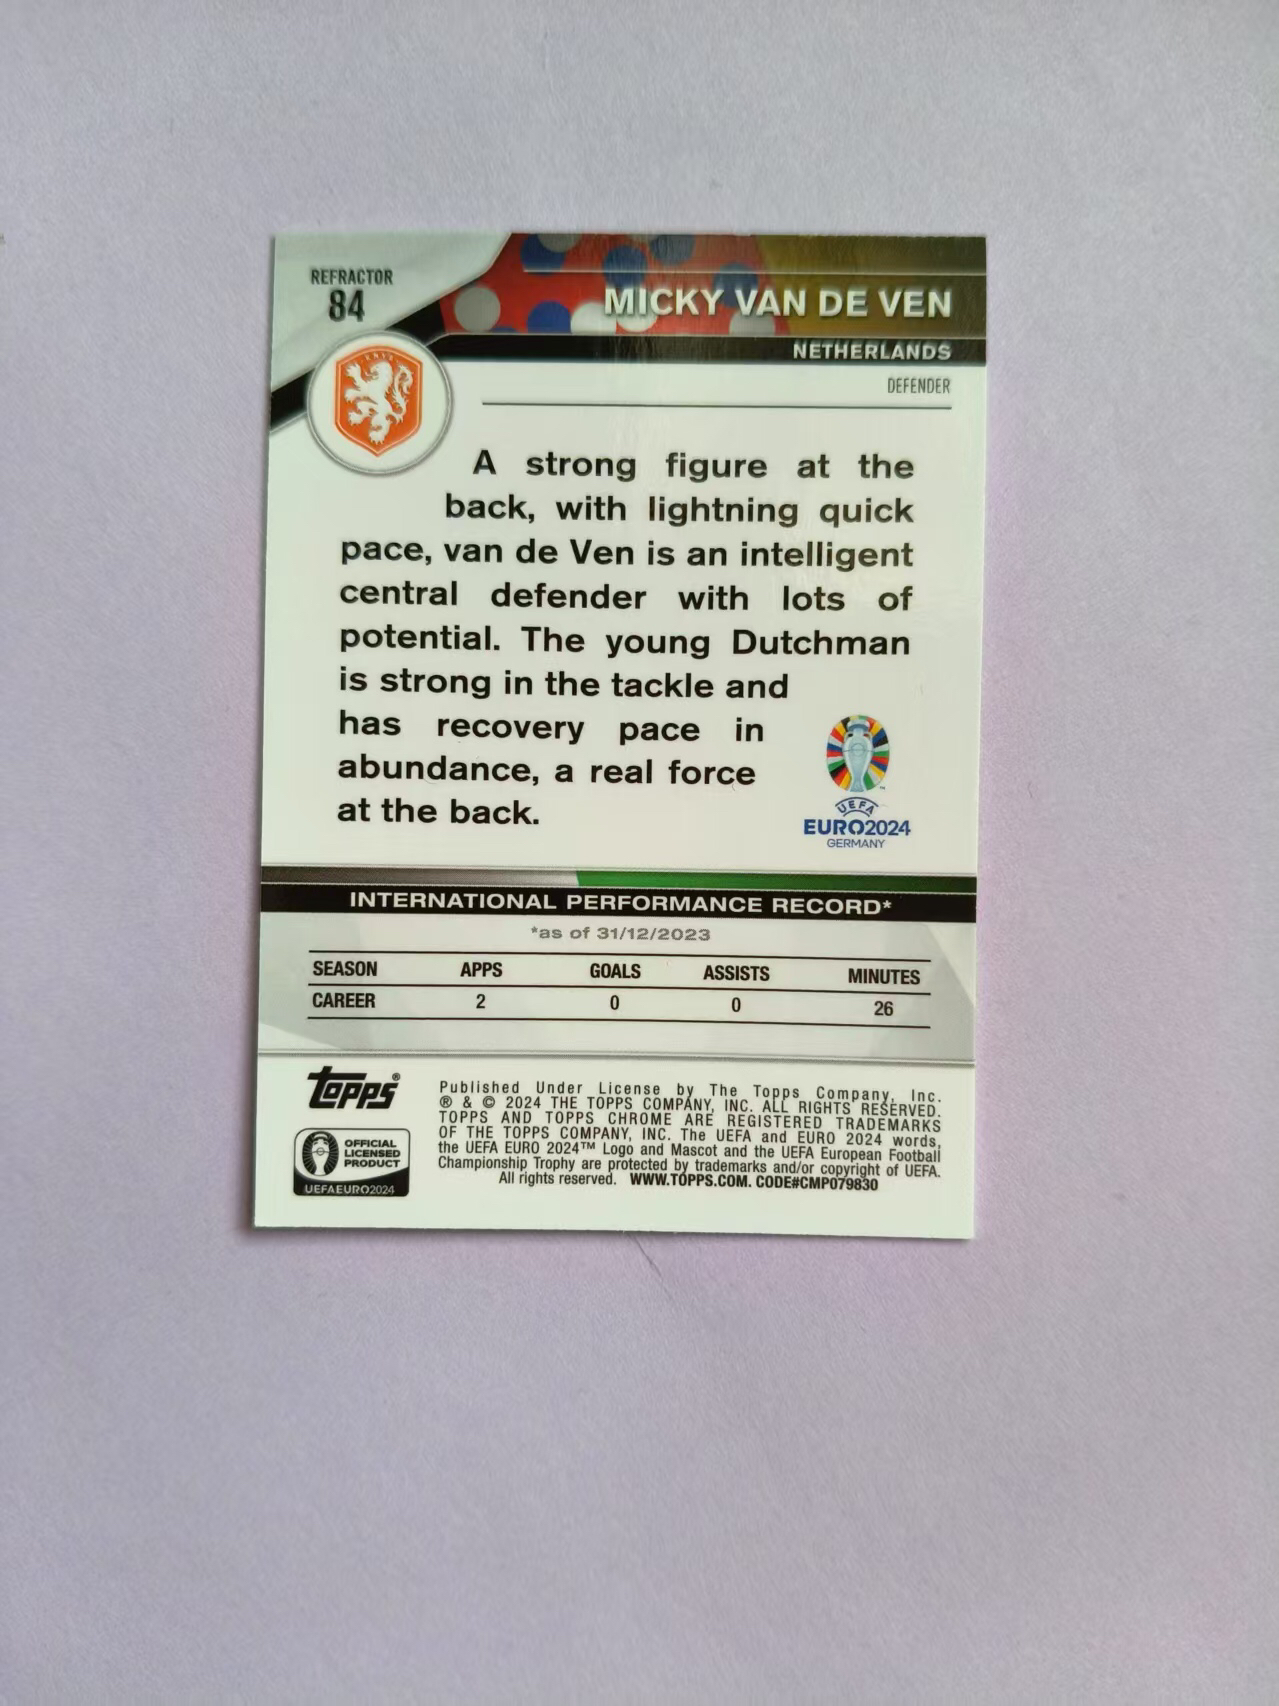 REFRACTOR
84
MICKY VAN DE VEN
NETHERLANDS
DEFENDER
KNVB
A strong figure at the
back, with lightning quick
pace, van de Ven is an intelligent
central defender with lots of
potential. The young Dutchman
is strong in the tackle and
has recovery pace in
abundance, a real force
at the back.
UEFA
EURO2024
GERMANY
INTERNATIONAL PERFORMANCE RECORD*
*as of 31/12/2023
SEASON APPS GOALS ASSISTS MINUTES
CAREER 2 0 0 26
Topps®
OFFICIAL
LICENSED
PRODUCT
UEFAEURO2024
Published Under License by The Topps Company, Inc.
® & © 2024 THE TOPPS COMPANY, INC. ALL RIGHTS RESERVED.
TOPPS AND TOPPS CHROME ARE REGISTERED TRADEMARKS
OF THE TOPPS COMPANY, INC. The UEFA and EURO 2024 words,
the UEFA EURO 2024™ Logo and Mascot and the UEFA European Football
Championship Trophy are protected by trademarks and/or copyright of UEFA.
All rights reserved. WWW.TOPPS.COM. CODE#CMP079830